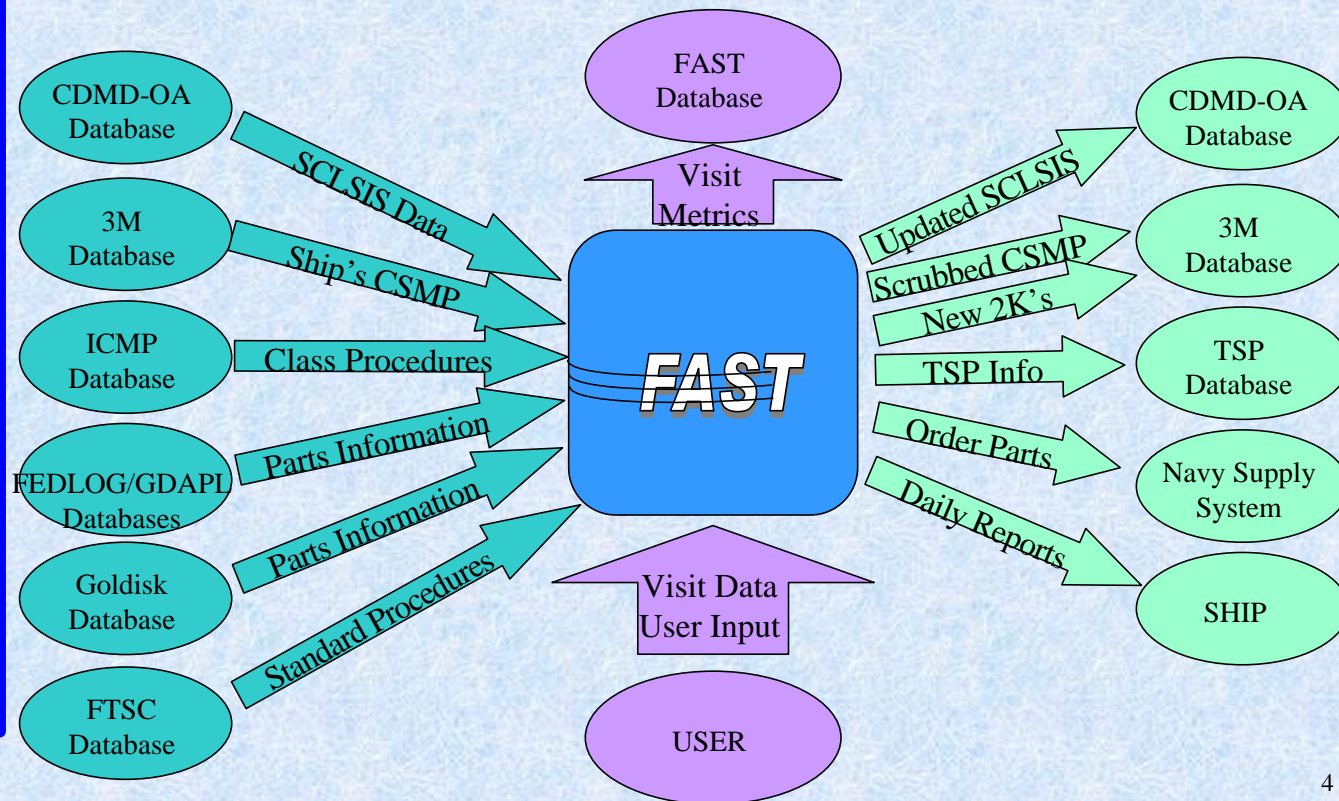 CDMD-OA
Database
3M
Database
ICMP
Database
FEDLOG/GDAPL
Databases
Goldisk
Database
FTSC
Database
SCLSIS Data
Ship's CSMP
Class Procedures
Parts Information
Parts Information
Standard Procedures
FAST
Database
Visit
Metrics
FAST
Visit Data
User Input
USER
Updated SCLSIS
Scrubbed CSMP
New 2K's
TSP Info
Order Parts
Daily Reports
CDMD-OA
Database
3M
Database
TSP
Database
Navy Supply
System
SHIP
4